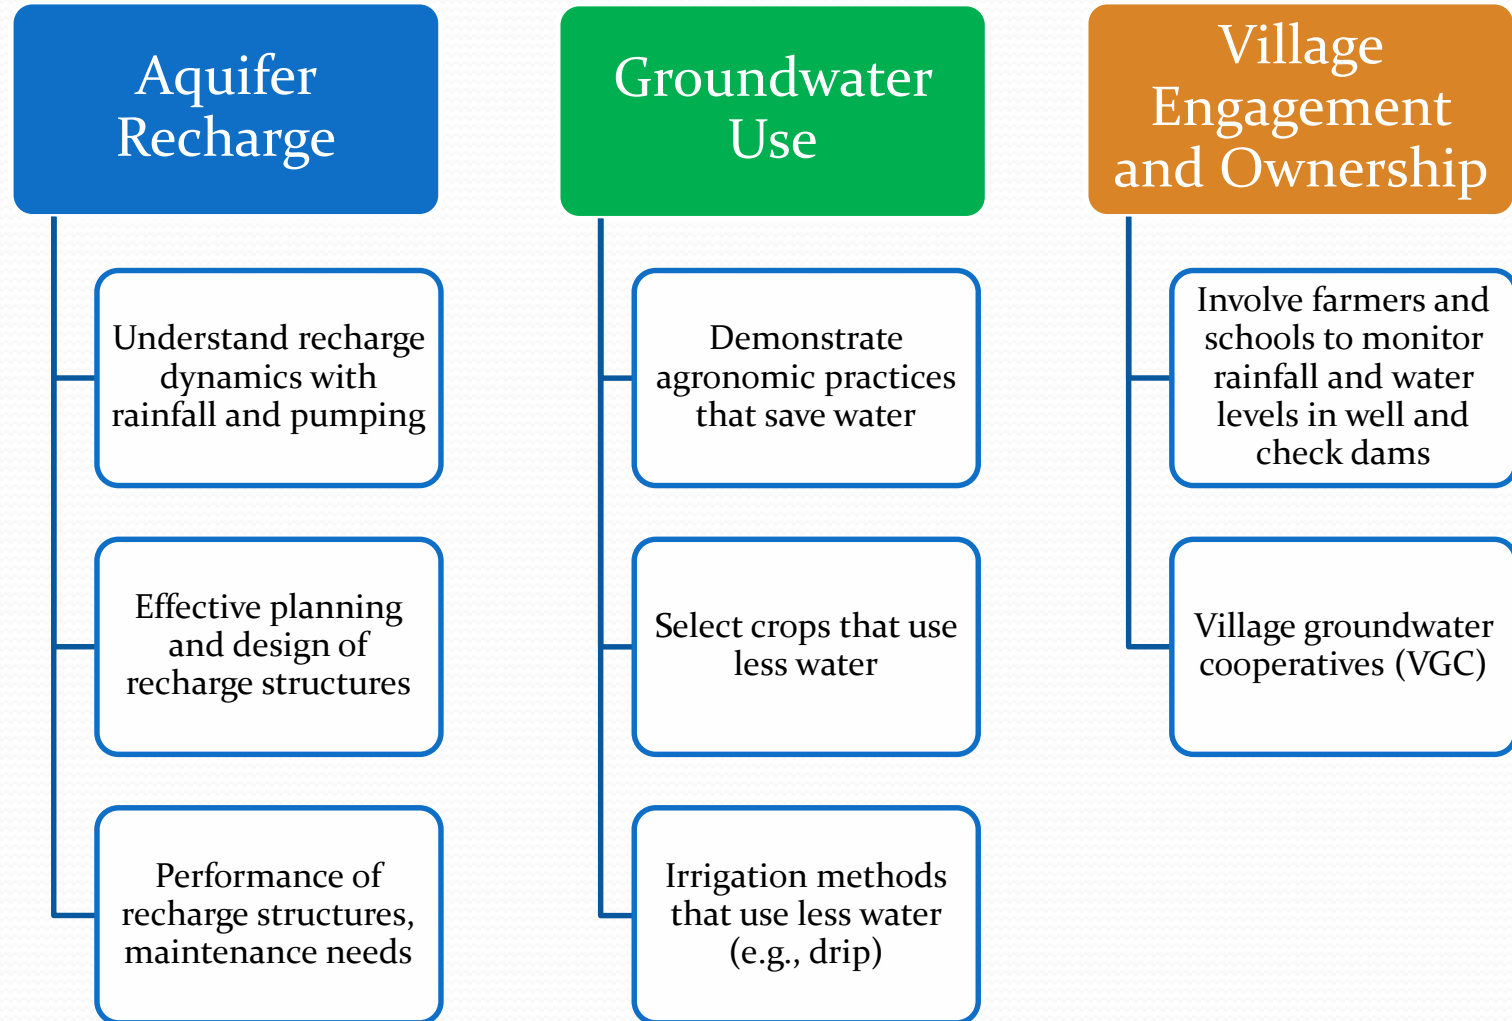 Aquifer
Recharge
Understand recharge
dynamics with
rainfall and pumping
Effective planning
and design of
recharge structures
Performance of
recharge structures,
maintenance needs
Groundwater
Use
Demonstrate
agronomic practices
that save water
Select crops that use
less water
Irrigation methods
that use less water
(e.g., drip)
Village
Engagement
and Ownership
Involve farmers and
schools to monitor
rainfall and water
levels in well and
check dams
Village groundwater
cooperatives (VGC)